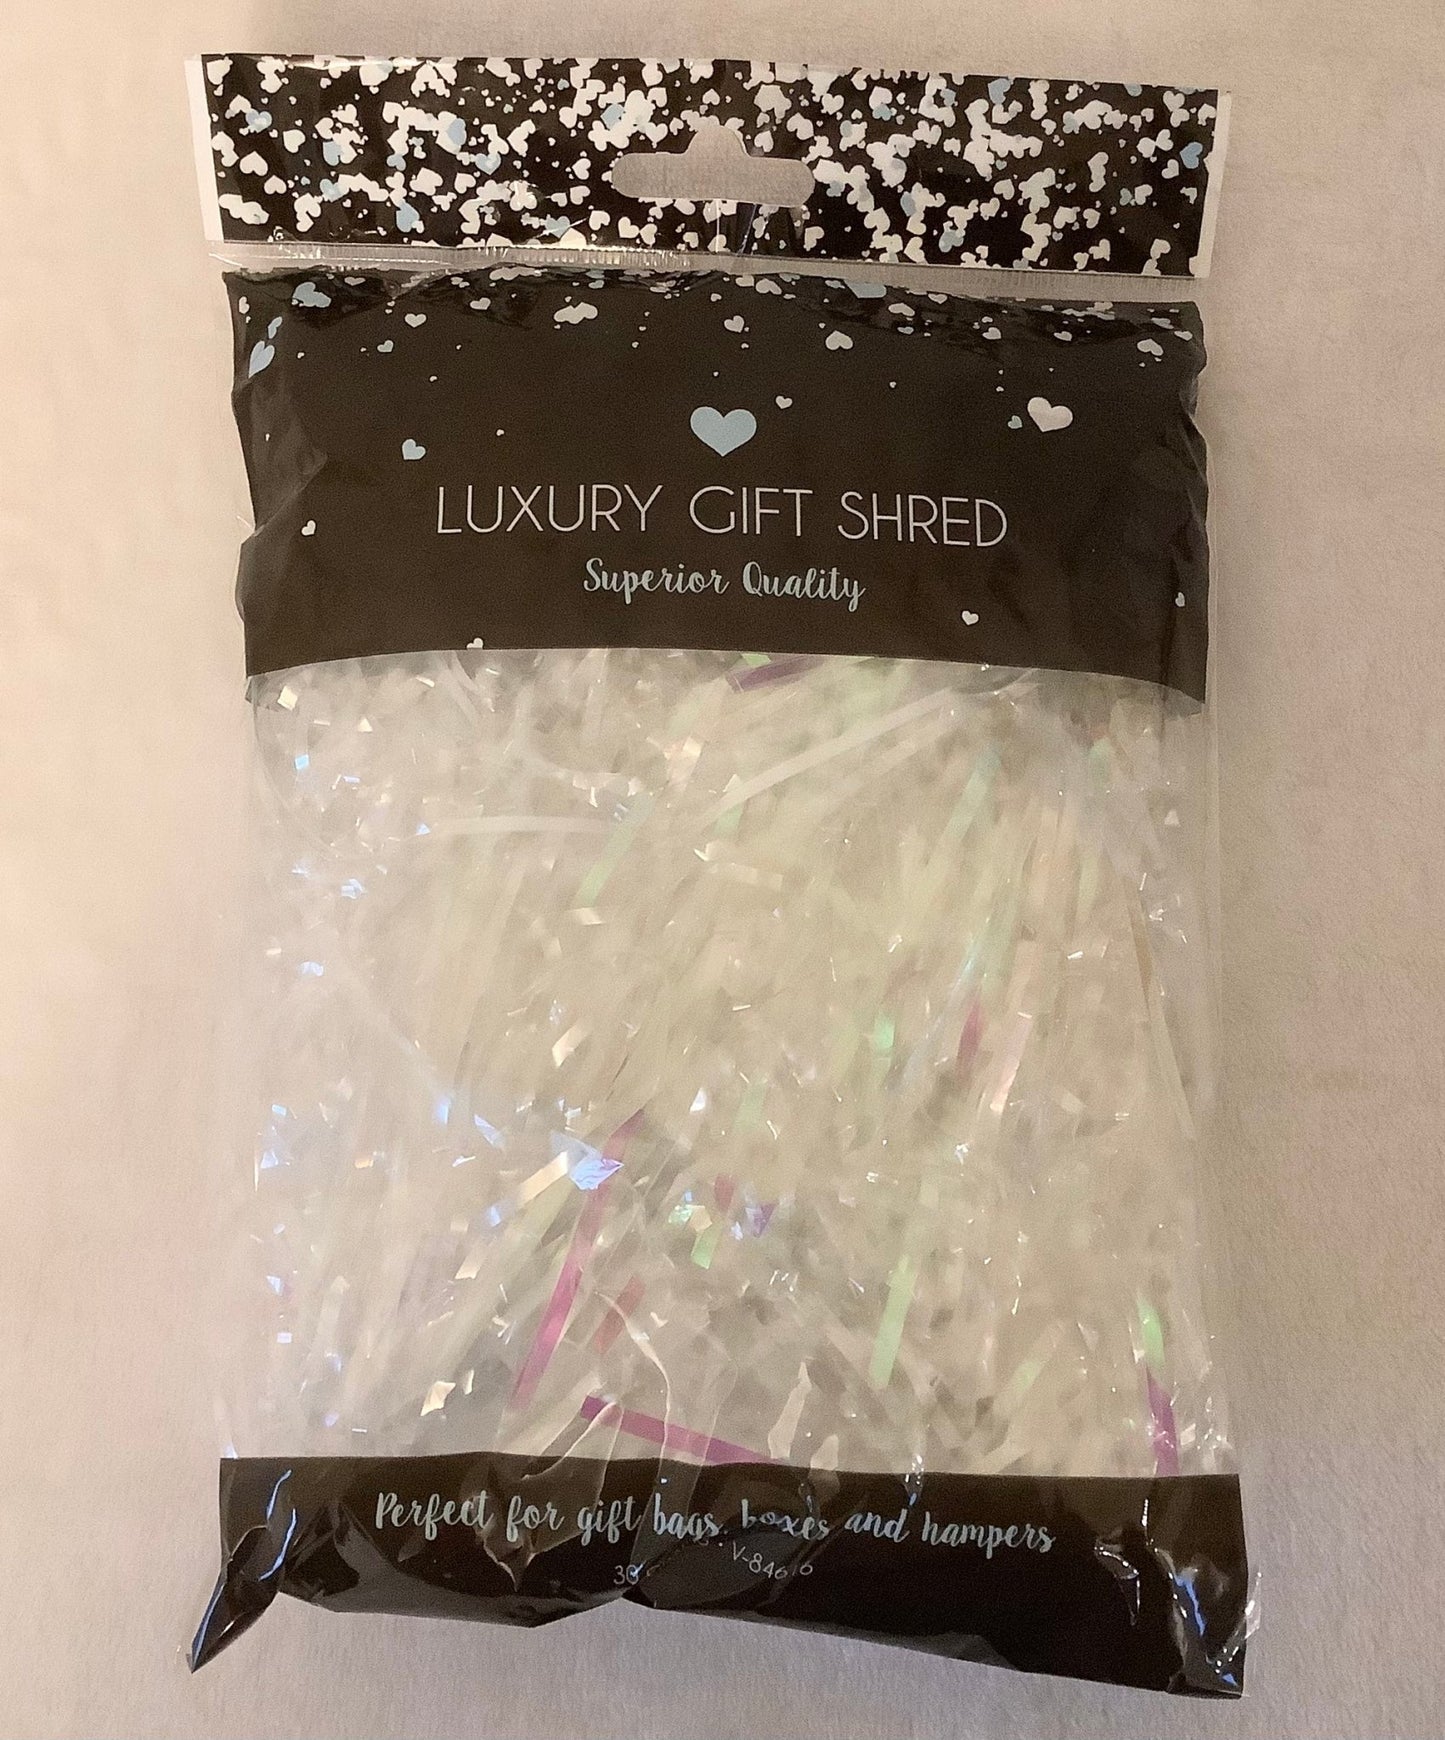 LUXURY GIFT SHRED
Superior Quality
Perfect for gift bags, boxes and hampers